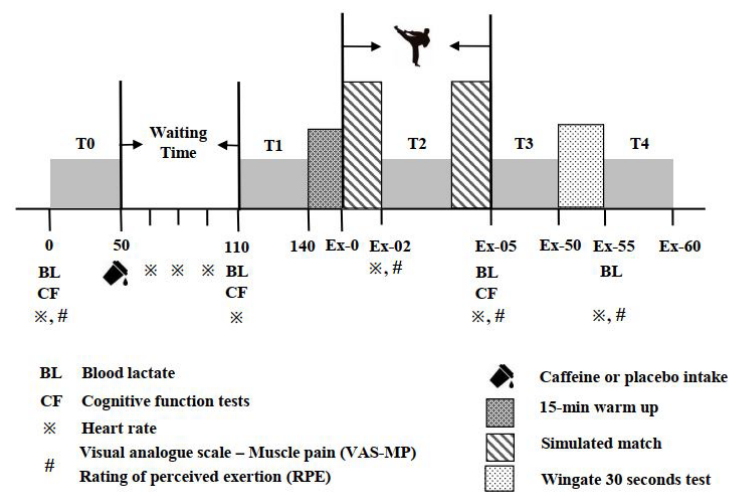 T0
Waiting
Time
T1
T2
T3
T4
0 50 110 140 Ex-0 Ex-02 Ex-05 Ex-50 Ex-55 Ex-60
BL ※ ※ ※ BL ※, # BL BL
CF CF CF
※, # ※ ※, # ※, #
BL Blood lactate
CF Cognitive function tests
※ Heart rate
# Visual analogue scale – Muscle pain (VAS-MP)
Rating of perceived exertion (RPE)
Caffeine or placebo intake
15-min warm up
Simulated match
Wingate 30 seconds test